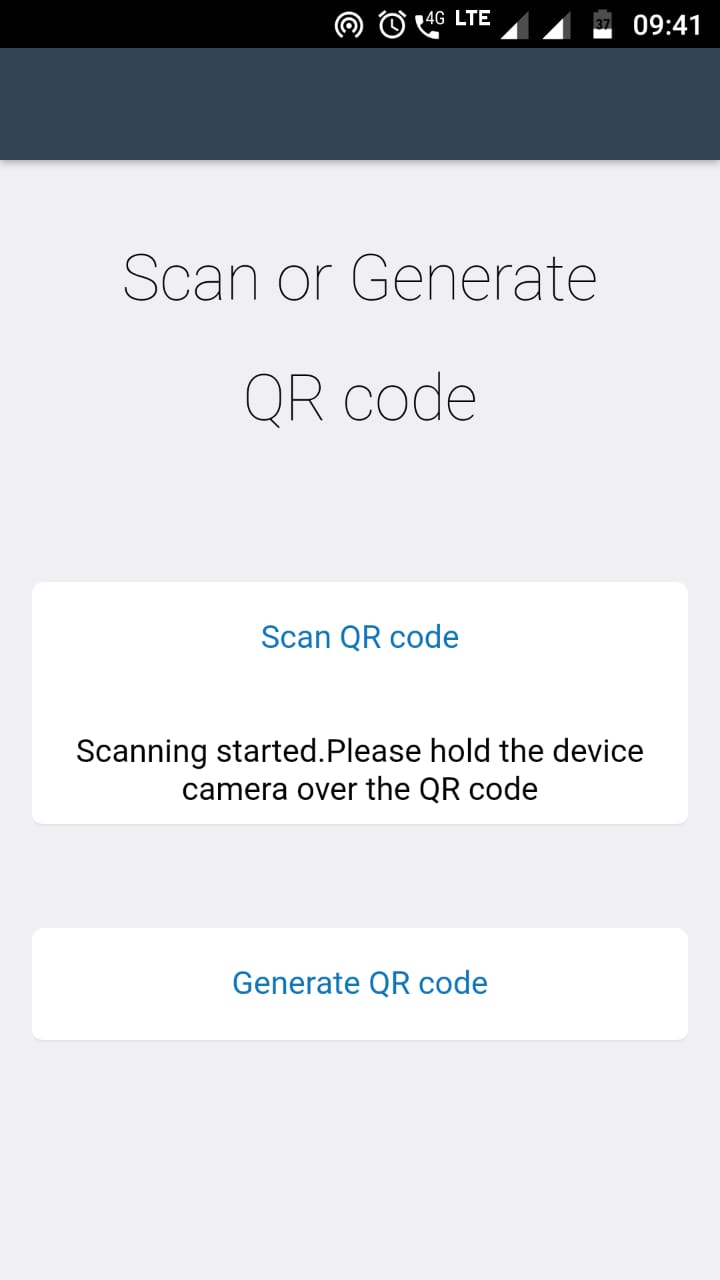 4G LTE 37 09:41
Scan or Generate
QR code
Scan QR code
Scanning started.Please hold the device
camera over the QR code
Generate QR code